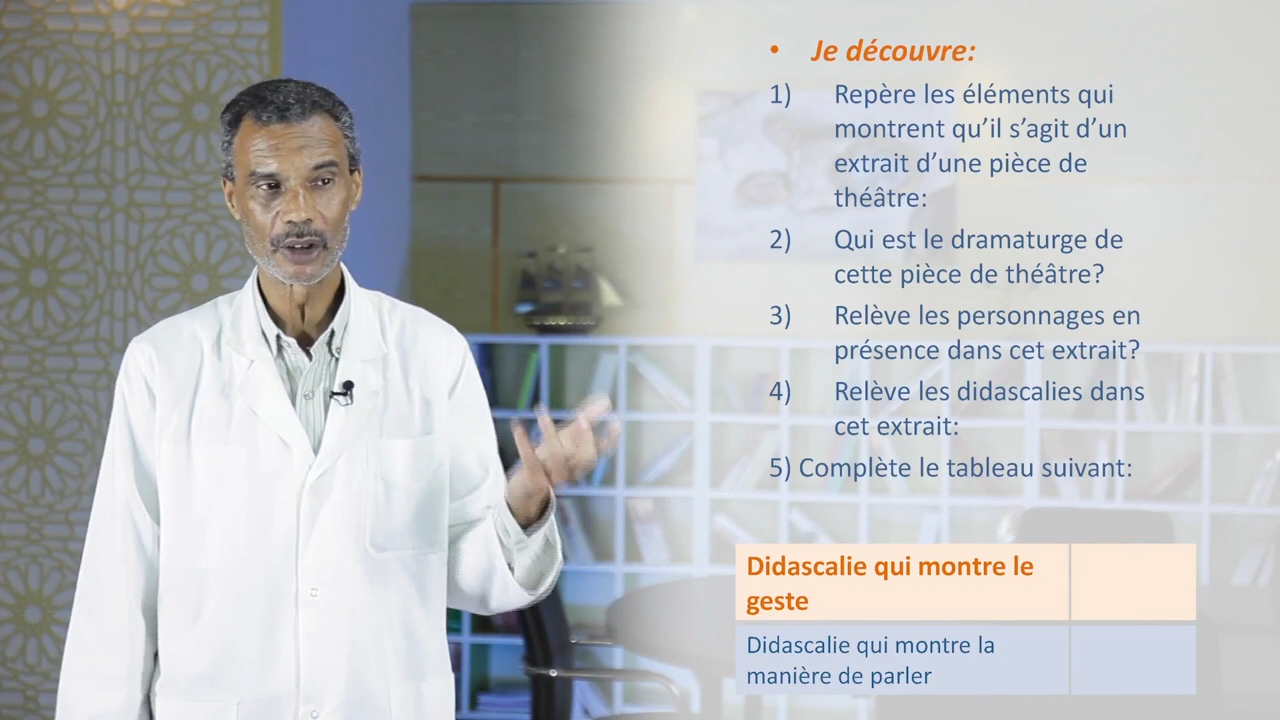 • Je découvre:
1) Repère les éléments qui
montrent qu’il s’agit d’un
extrait d’une pièce de
théâtre:
2) Qui est le dramaturge de
cette pièce de théâtre?
3) Relève les personnages en
présence dans cet extrait?
4) Relève les didascalies dans
cet extrait:
5) Complète le tableau suivant:
Didascalie qui montre le
geste
Didascalie qui montre la
manière de parler